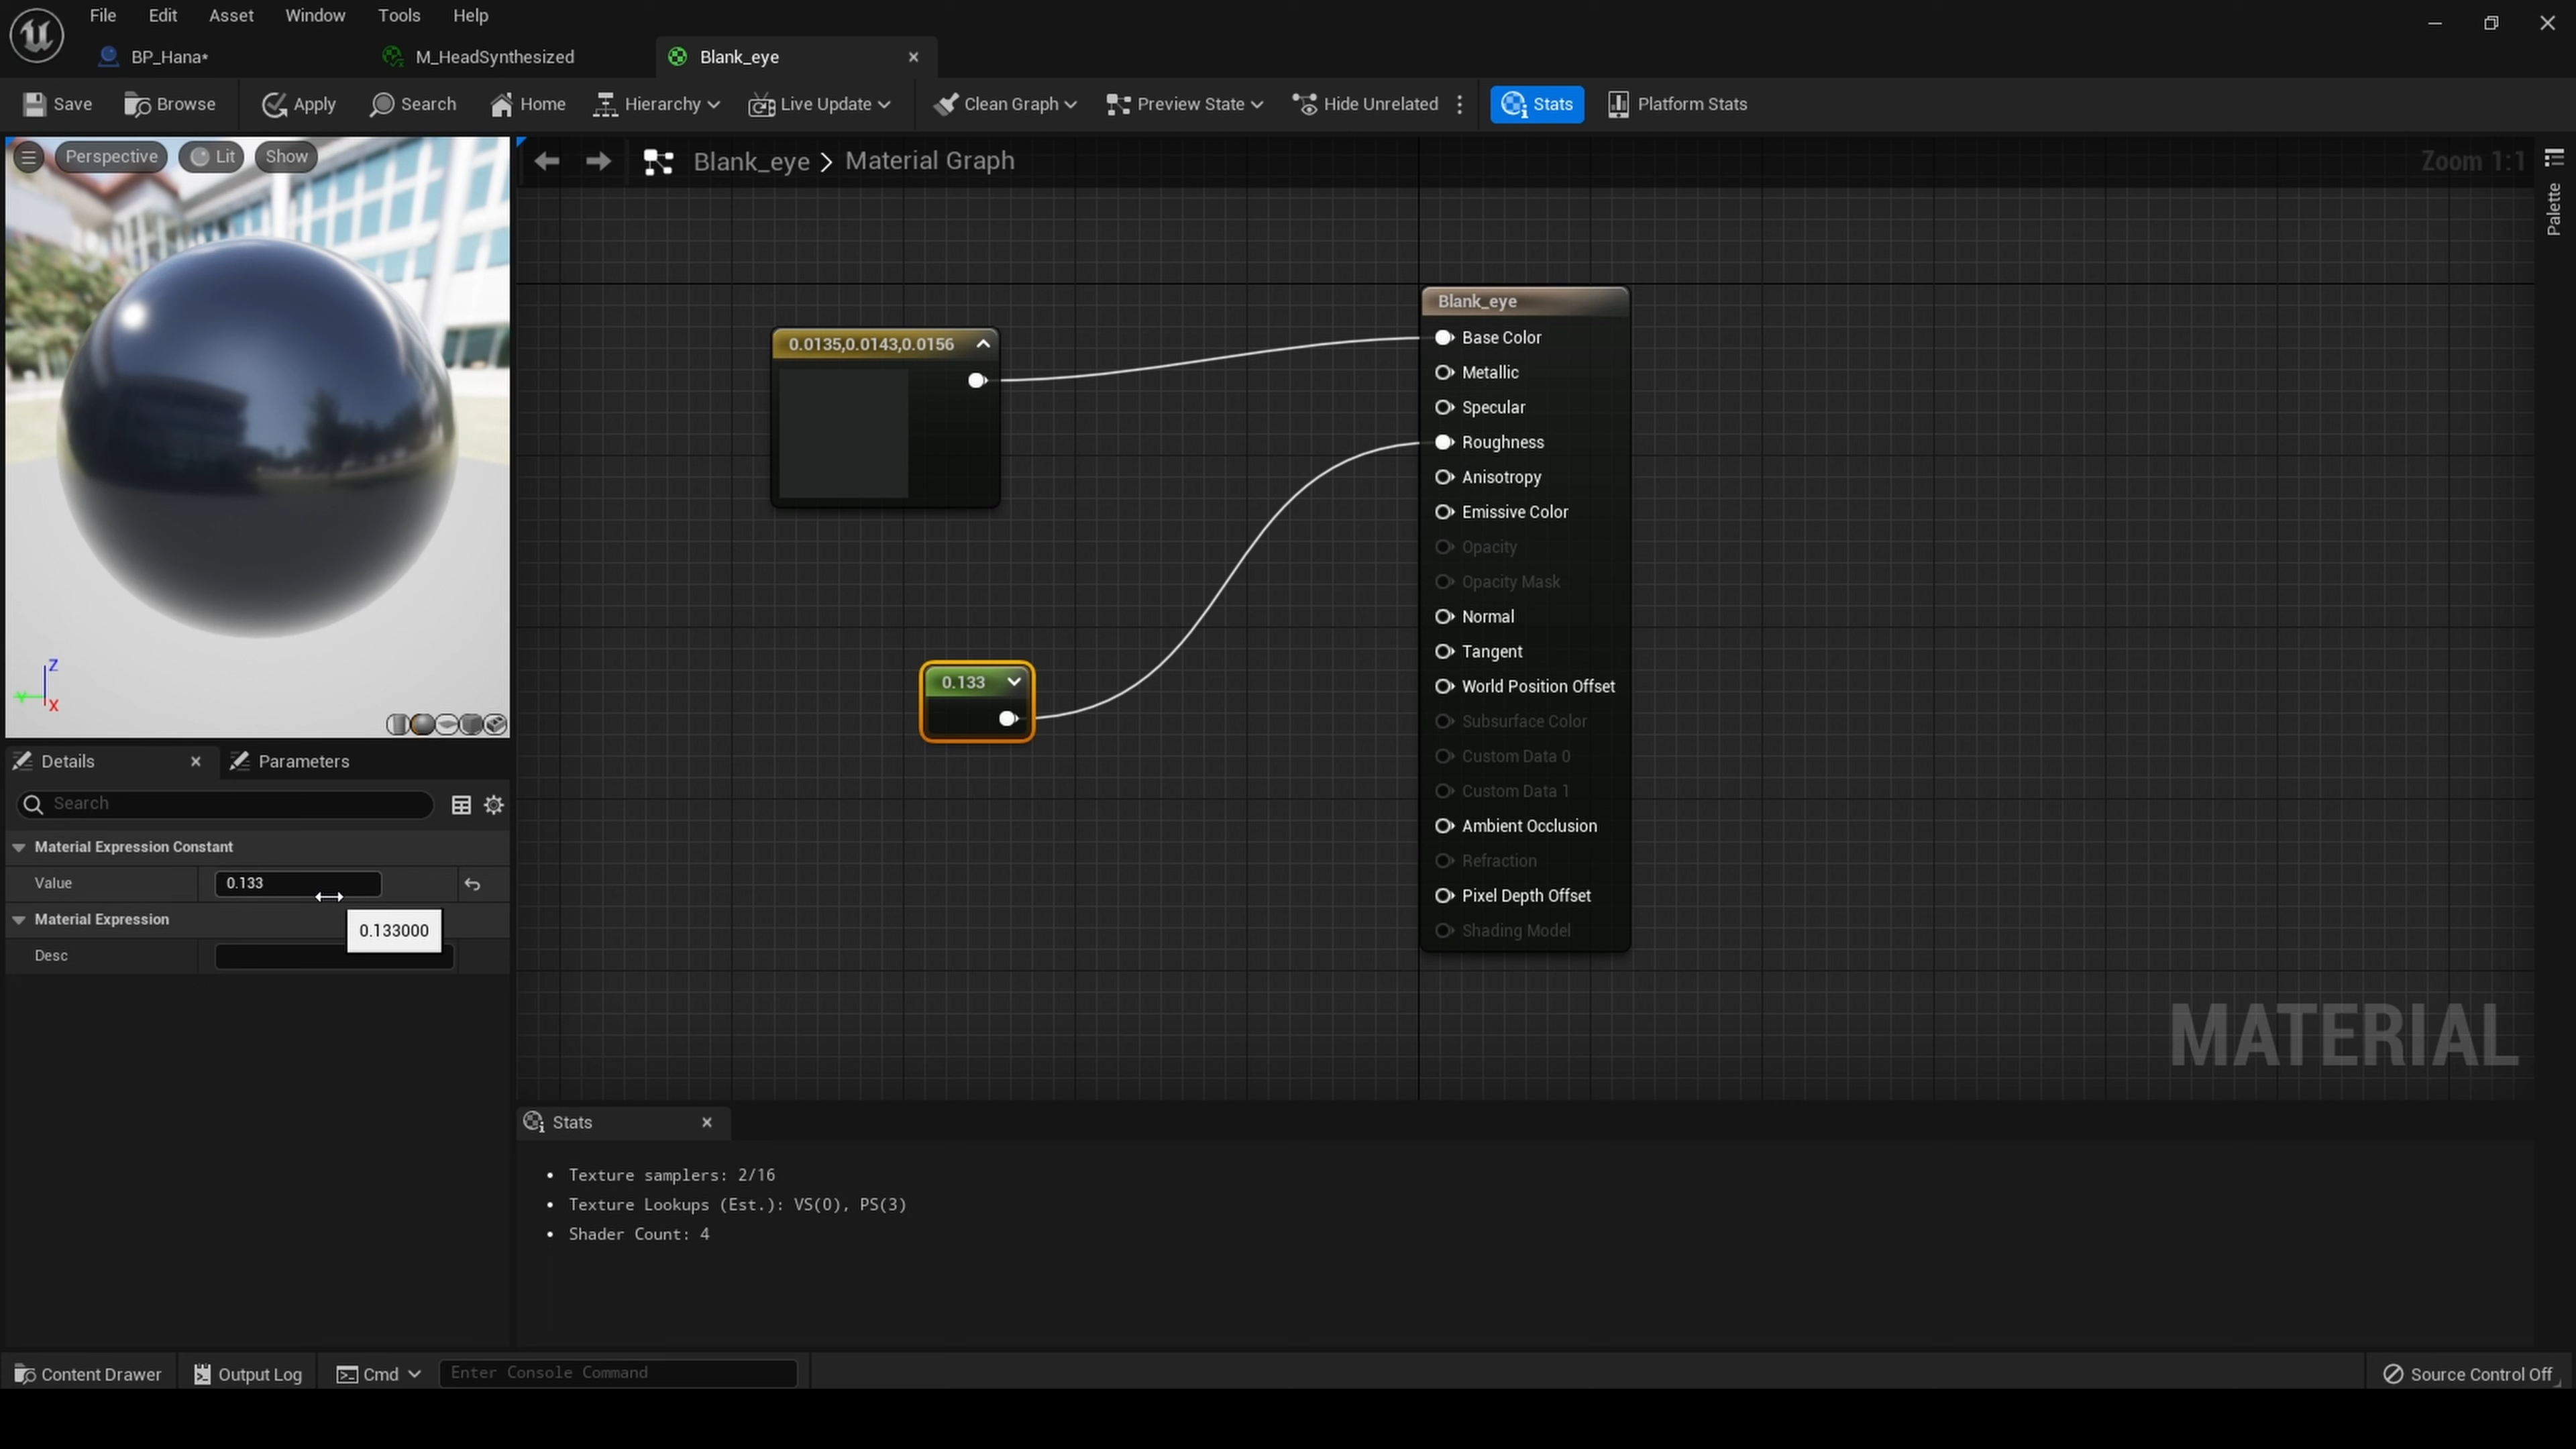 File Edit Asset Window Tools Help
BP_Hana* M_HeadSynthesized Blank_eye
Save Browse Apply Search Home Hierarchy Live Update Clean Graph Preview State Hide Unrelated Stats Platform Stats
Perspective Lit Show
Blank_eye > Material Graph
Zoom 1:1
Palette
0.0135,0.0143,0.0156
Blank_eye
Base Color
Metallic
Specular
Roughness
Anisotropy
Emissive Color
Opacity
Opacity Mask
Normal
Tangent
World Position Offset
Subsurface Color
Custom Data 0
Custom Data 1
Ambient Occlusion
Refraction
Pixel Depth Offset
Shading Model
0.133
Z
Y
X
MATERIAL
Details Parameters
Search
Material Expression Constant
Value 0.133
Material Expression
0.133000
Desc
Stats
• Texture samplers: 2/16
• Texture Lookups (Est.): VS(0), PS(3)
• Shader Count: 4
Content Drawer Output Log Cmd Enter Console Command Source Control Off